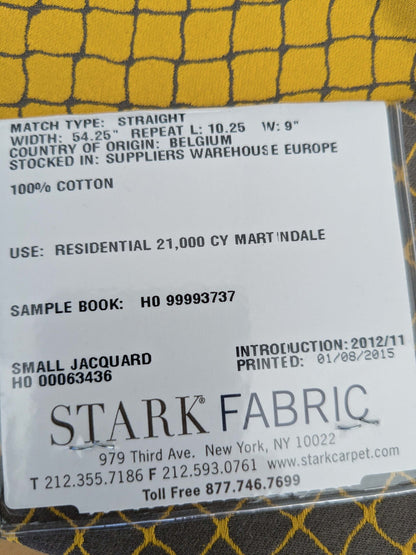 MATCH TYPE: STRAIGHT
WIDTH: 54.25" REPEAT L: 10.25 W: 9"
COUNTRY OF ORIGIN: BELGIUM
STOCKED IN: SUPPLIERS WAREHOUSE EUROPE
100% COTTON
USE: RESIDENTIAL 21,000 CY MARTINDALE
SAMPLE BOOK: HO 99993737
SMALL JACQUARD INTRODUCTION: 2012/11
HO 00063436 PRINTED: 01/08/2015
STARK® FABRIC
979 Third Ave. New York, NY 10022
T 212.355.7186 F 212.593.0761 www.starkcarpet.com
Toll Free 877.746.7699